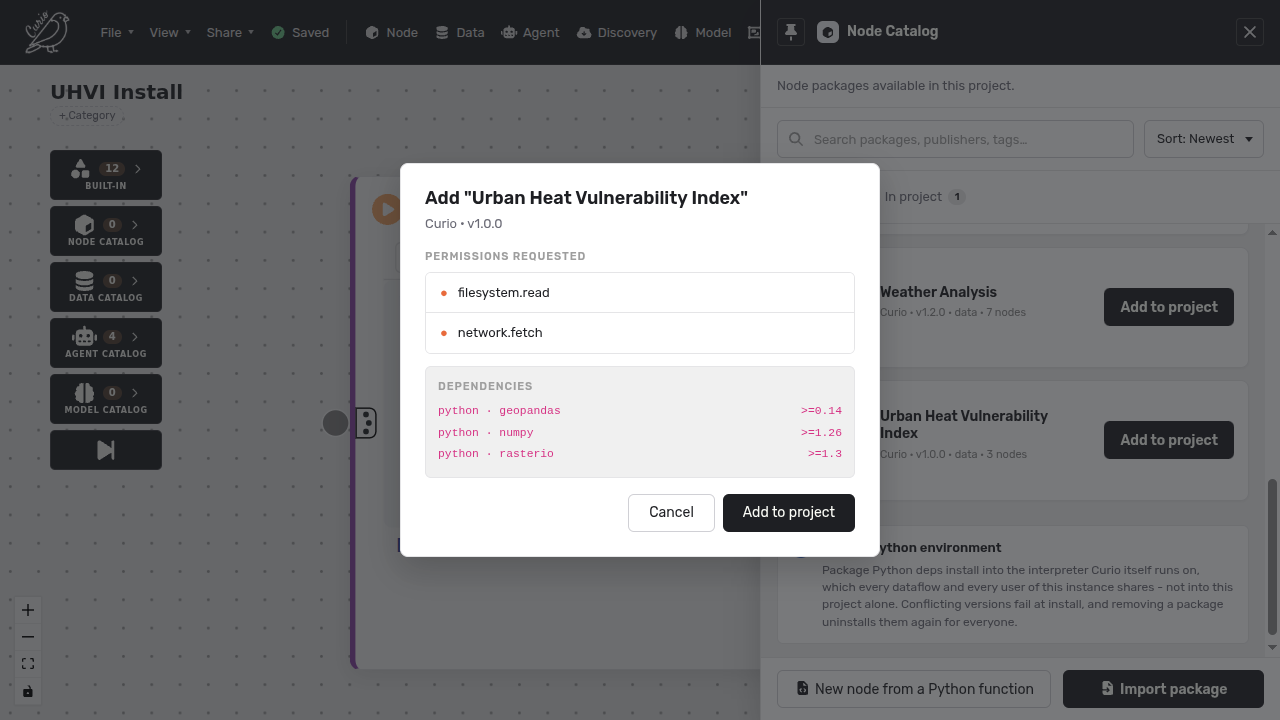 Curio
File
View
Share
Saved
Node
Data
Agent
Discovery
Model
Node Catalog
UHVI Install
+ Category
12
BUILT-IN
0
NODE CATALOG
0
DATA CATALOG
4
AGENT CATALOG
0
MODEL CATALOG
Node packages available in this project.
Search packages, publishers, tags...
Sort: Newest
In project 1
Weather Analysis
Curio • v1.2.0 • data • 7 nodes
Add to project
Urban Heat Vulnerability
Index
Curio • v1.0.0 • data • 3 nodes
Add to project
ython environment
Package Python deps install into the interpreter Curio itself runs on,
which every dataflow and every user of this instance shares – not into this
project alone. Conflicting versions fail at install, and removing a package
uninstalls them again for everyone.
New node from a Python function
Import package
Add "Urban Heat Vulnerability Index"
Curio • v1.0.0
PERMISSIONS REQUESTED
filesystem.read
network.fetch
DEPENDENCIES
python · geopandas >=0.14
python · numpy >=1.26
python · rasterio >=1.3
Cancel
Add to project